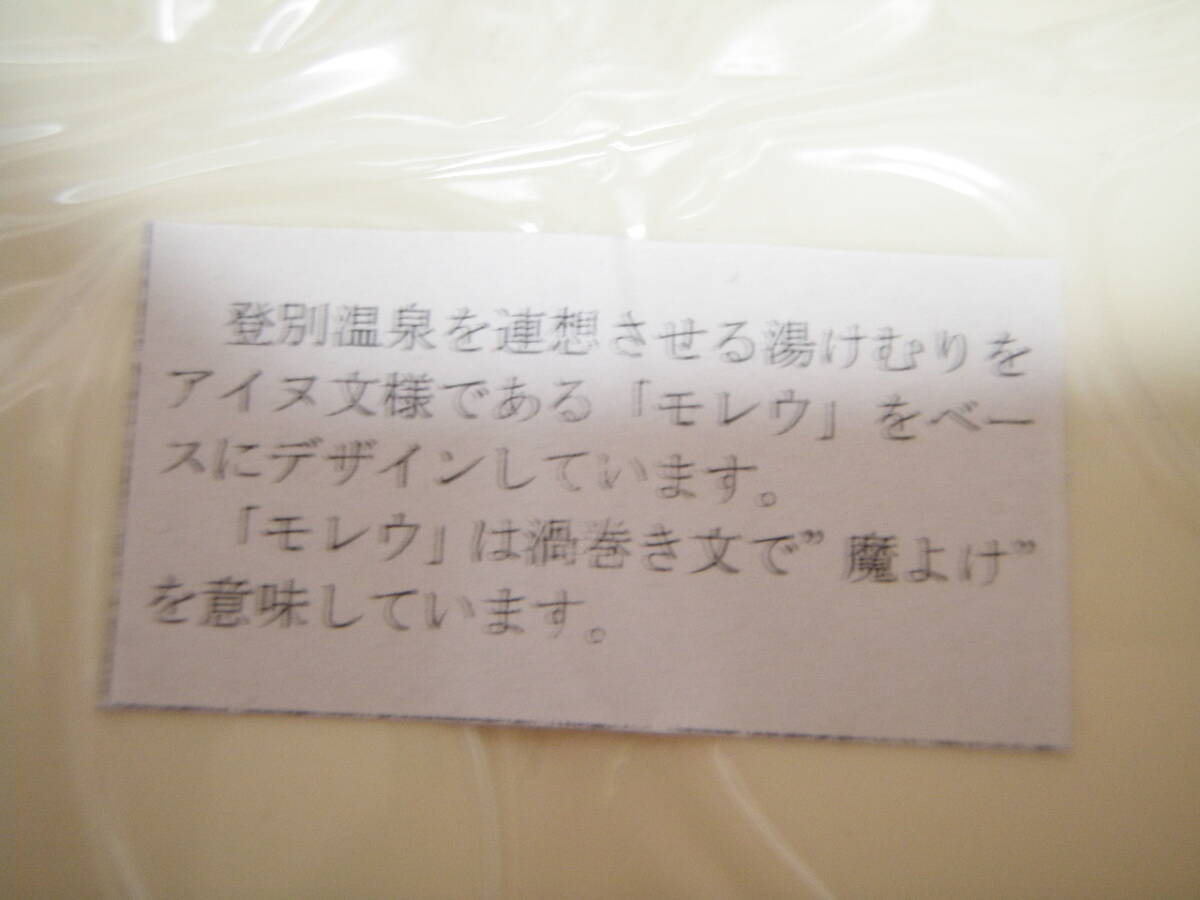 登別温泉を連想させる湯けむりを
アイヌ文様である「モレウ」をベー
スにデザインしています。
「モレウ」は渦巻き文で”魔よけ”
を意味しています。